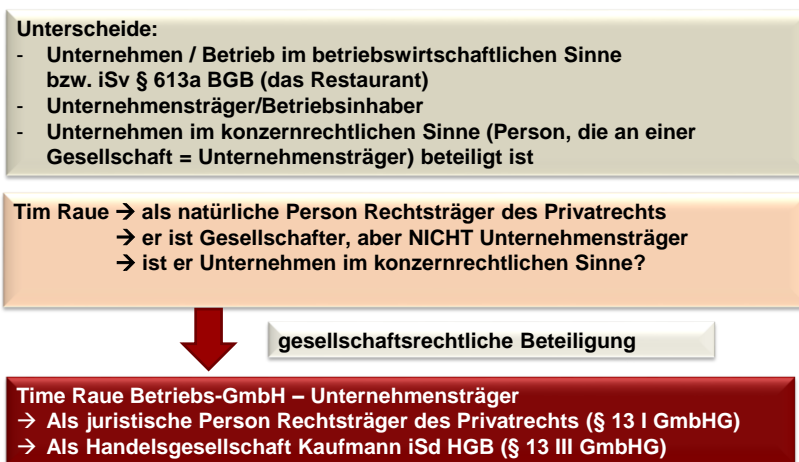 Unterscheide:
- Unternehmen / Betrieb im betriebswirtschaftlichen Sinne
bzw. iSv § 613a BGB (das Restaurant)
- Unternehmensträger/Betriebsinhaber
- Unternehmen im konzernrechtlichen Sinne (Person, die an einer
Gesellschaft = Unternehmensträger) beteiligt ist
Tim Raue → als natürliche Person Rechtsträger des Privatrechts
→ er ist Gesellschafter, aber NICHT Unternehmensträger
→ ist er Unternehmen im konzernrechtlichen Sinne?
gesellschaftsrechtliche Beteiligung
Time Raue Betriebs-GmbH – Unternehmensträger
→ Als juristische Person Rechtsträger des Privatrechts (§ 13 I GmbHG)
→ Als Handelsgesellschaft Kaufmann iSd HGB (§ 13 III GmbHG)